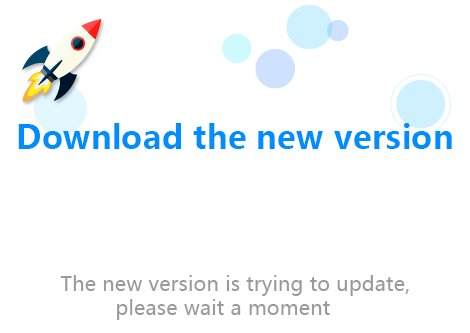 Download the new version
The new version is trying to update,
please wait a moment